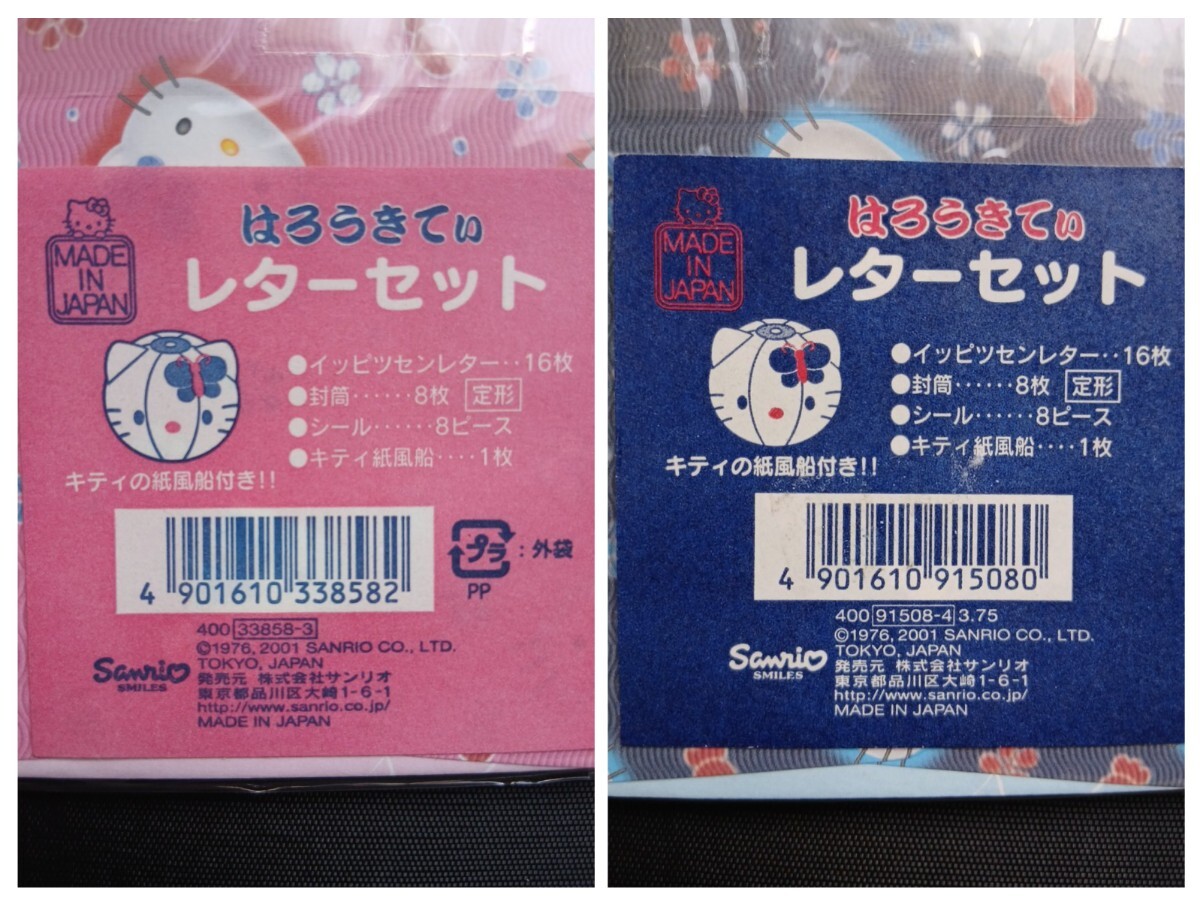 MADE
IN
JAPAN
はろうきてぃ
レターセット
●イッピツセンレター‥16枚
●封筒‥‥‥8枚 定形
●シール‥‥‥8ピース
●キティ紙風船‥‥1枚
キティの紙風船付き!!
4 901610 338582
プラ：外袋
PP
400 33858-3
©1976, 2001 SANRIO CO., LTD.
TOKYO, JAPAN
発売元 株式会社サンリオ
東京都品川区大崎1-6-1
http://www.sanrio.co.jp/
MADE IN JAPAN
Sanrio
SMILES
MADE
IN
JAPAN
はろうきてぃ
レターセット
●イッピツセンレター‥16枚
●封筒‥‥‥8枚 定形
●シール‥‥‥8ピース
●キティ紙風船‥‥1枚
キティの紙風船付き!!
4 901610 915080
400 91508-4 3.75
©1976, 2001 SANRIO CO., LTD.
TOKYO, JAPAN
発売元 株式会社サンリオ
東京都品川区大崎1-6-1
http://www.sanrio.co.jp/
MADE IN JAPAN
Sanrio
SMILES